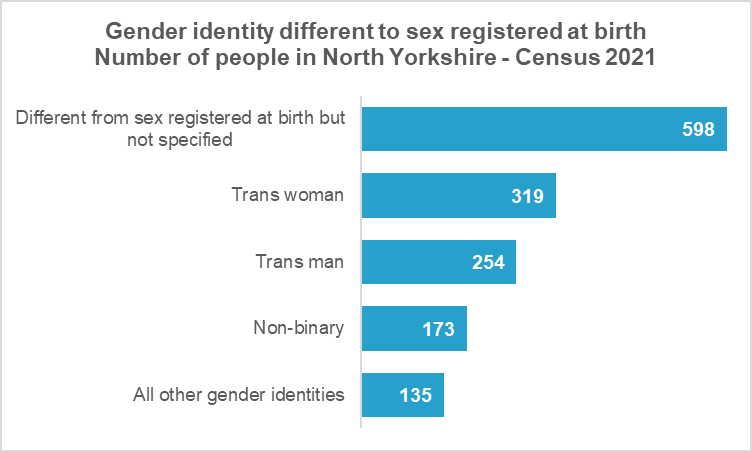 Gender identity different to sex registered at birth
Number of people in North Yorkshire - Census 2021
Different from sex registered at birth but
not specified
598
Trans woman
319
Trans man
254
Non-binary
173
All other gender identities
135